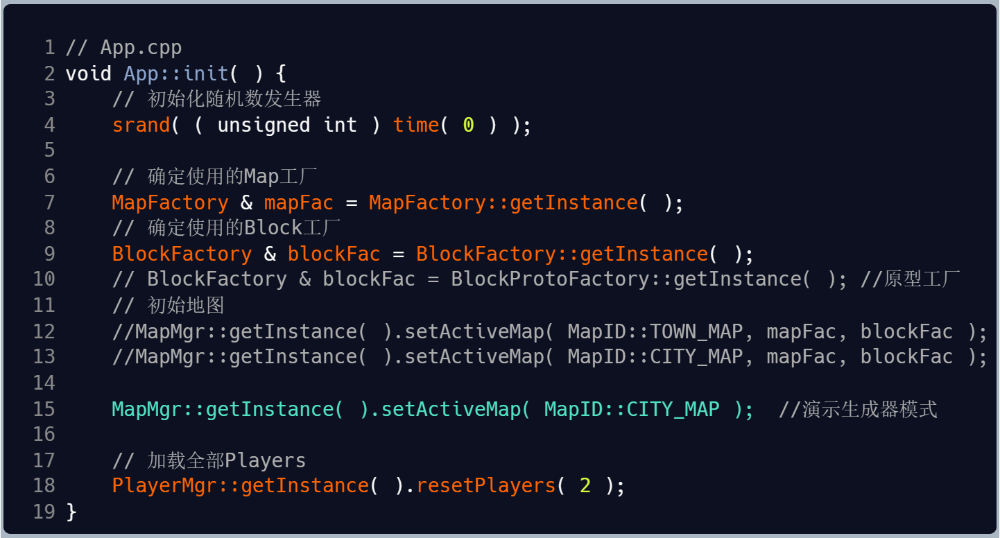 1 // App.cpp
2 void App::init( ) {
3     // 初始化随机数发生器
4     srand( ( unsigned int ) time( 0 ) );
5
6     // 确定使用的Map工厂
7     MapFactory & mapFac = MapFactory::getInstance( );
8     // 确定使用的Block工厂
9     BlockFactory & blockFac = BlockFactory::getInstance( );
10     // BlockFactory & blockFac = BlockProtoFactory::getInstance( ); //原型工厂
11     // 初始地图
12     //MapMgr::getInstance( ).setActiveMap( MapID::TOWN_MAP, mapFac, blockFac );
13     //MapMgr::getInstance( ).setActiveMap( MapID::CITY_MAP, mapFac, blockFac );
14
15     MapMgr::getInstance( ).setActiveMap( MapID::CITY_MAP );  //演示生成器模式
16
17     // 加载全部Players
18     PlayerMgr::getInstance( ).resetPlayers( 2 );
19 }